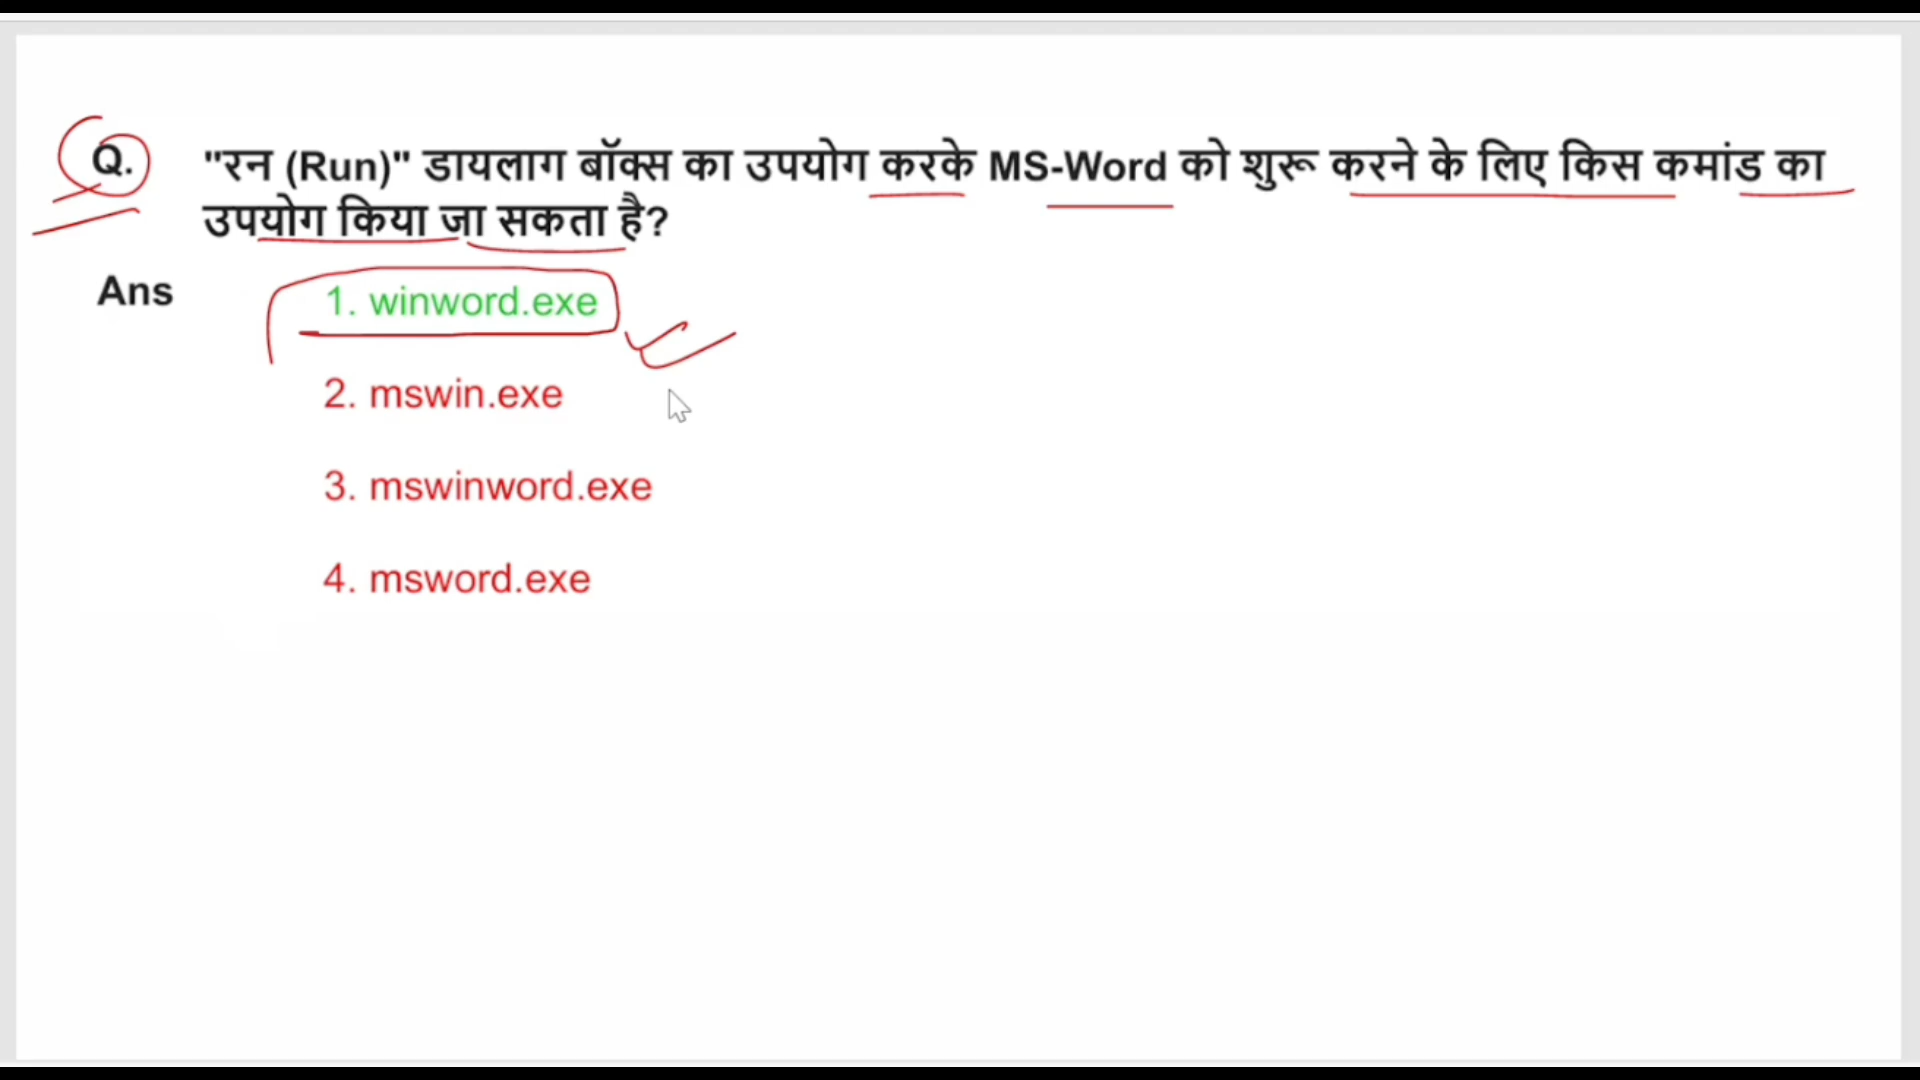 Q. "रन (Run)" डायलाग बॉक्स का उपयोग करके MS-Word को शुरू करने के लिए किस कमांड का
उपयोग किया जा सकता है?
Ans 1. winword.exe
2. mswin.exe
3. mswinword.exe
4. msword.exe